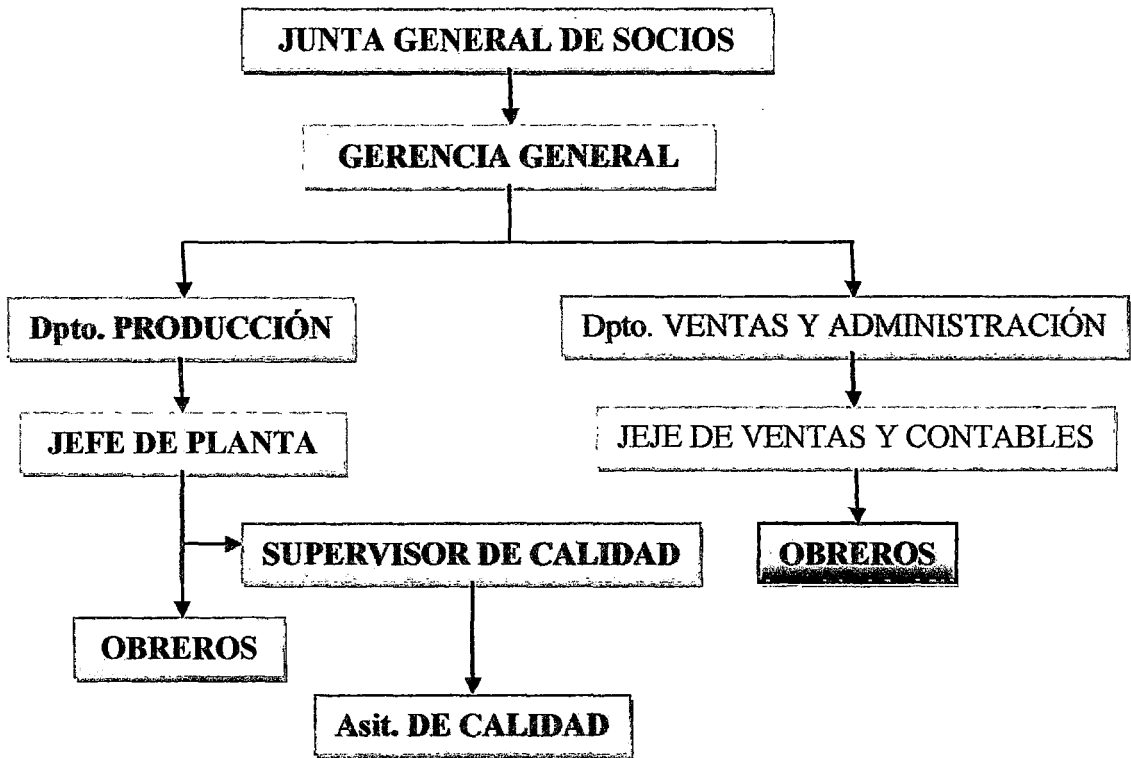 JUNTA GENERAL DE SOCIOS
GERENCIA GENERAL
Dpto. PRODUCCIÓN
Dpto. VENTAS Y ADMINISTRACIÓN
JEFE DE PLANTA
JEJE DE VENTAS Y CONTABLES
SUPERVISOR DE CALIDAD
OBREROS
OBREROS
Asit. DE CALIDAD